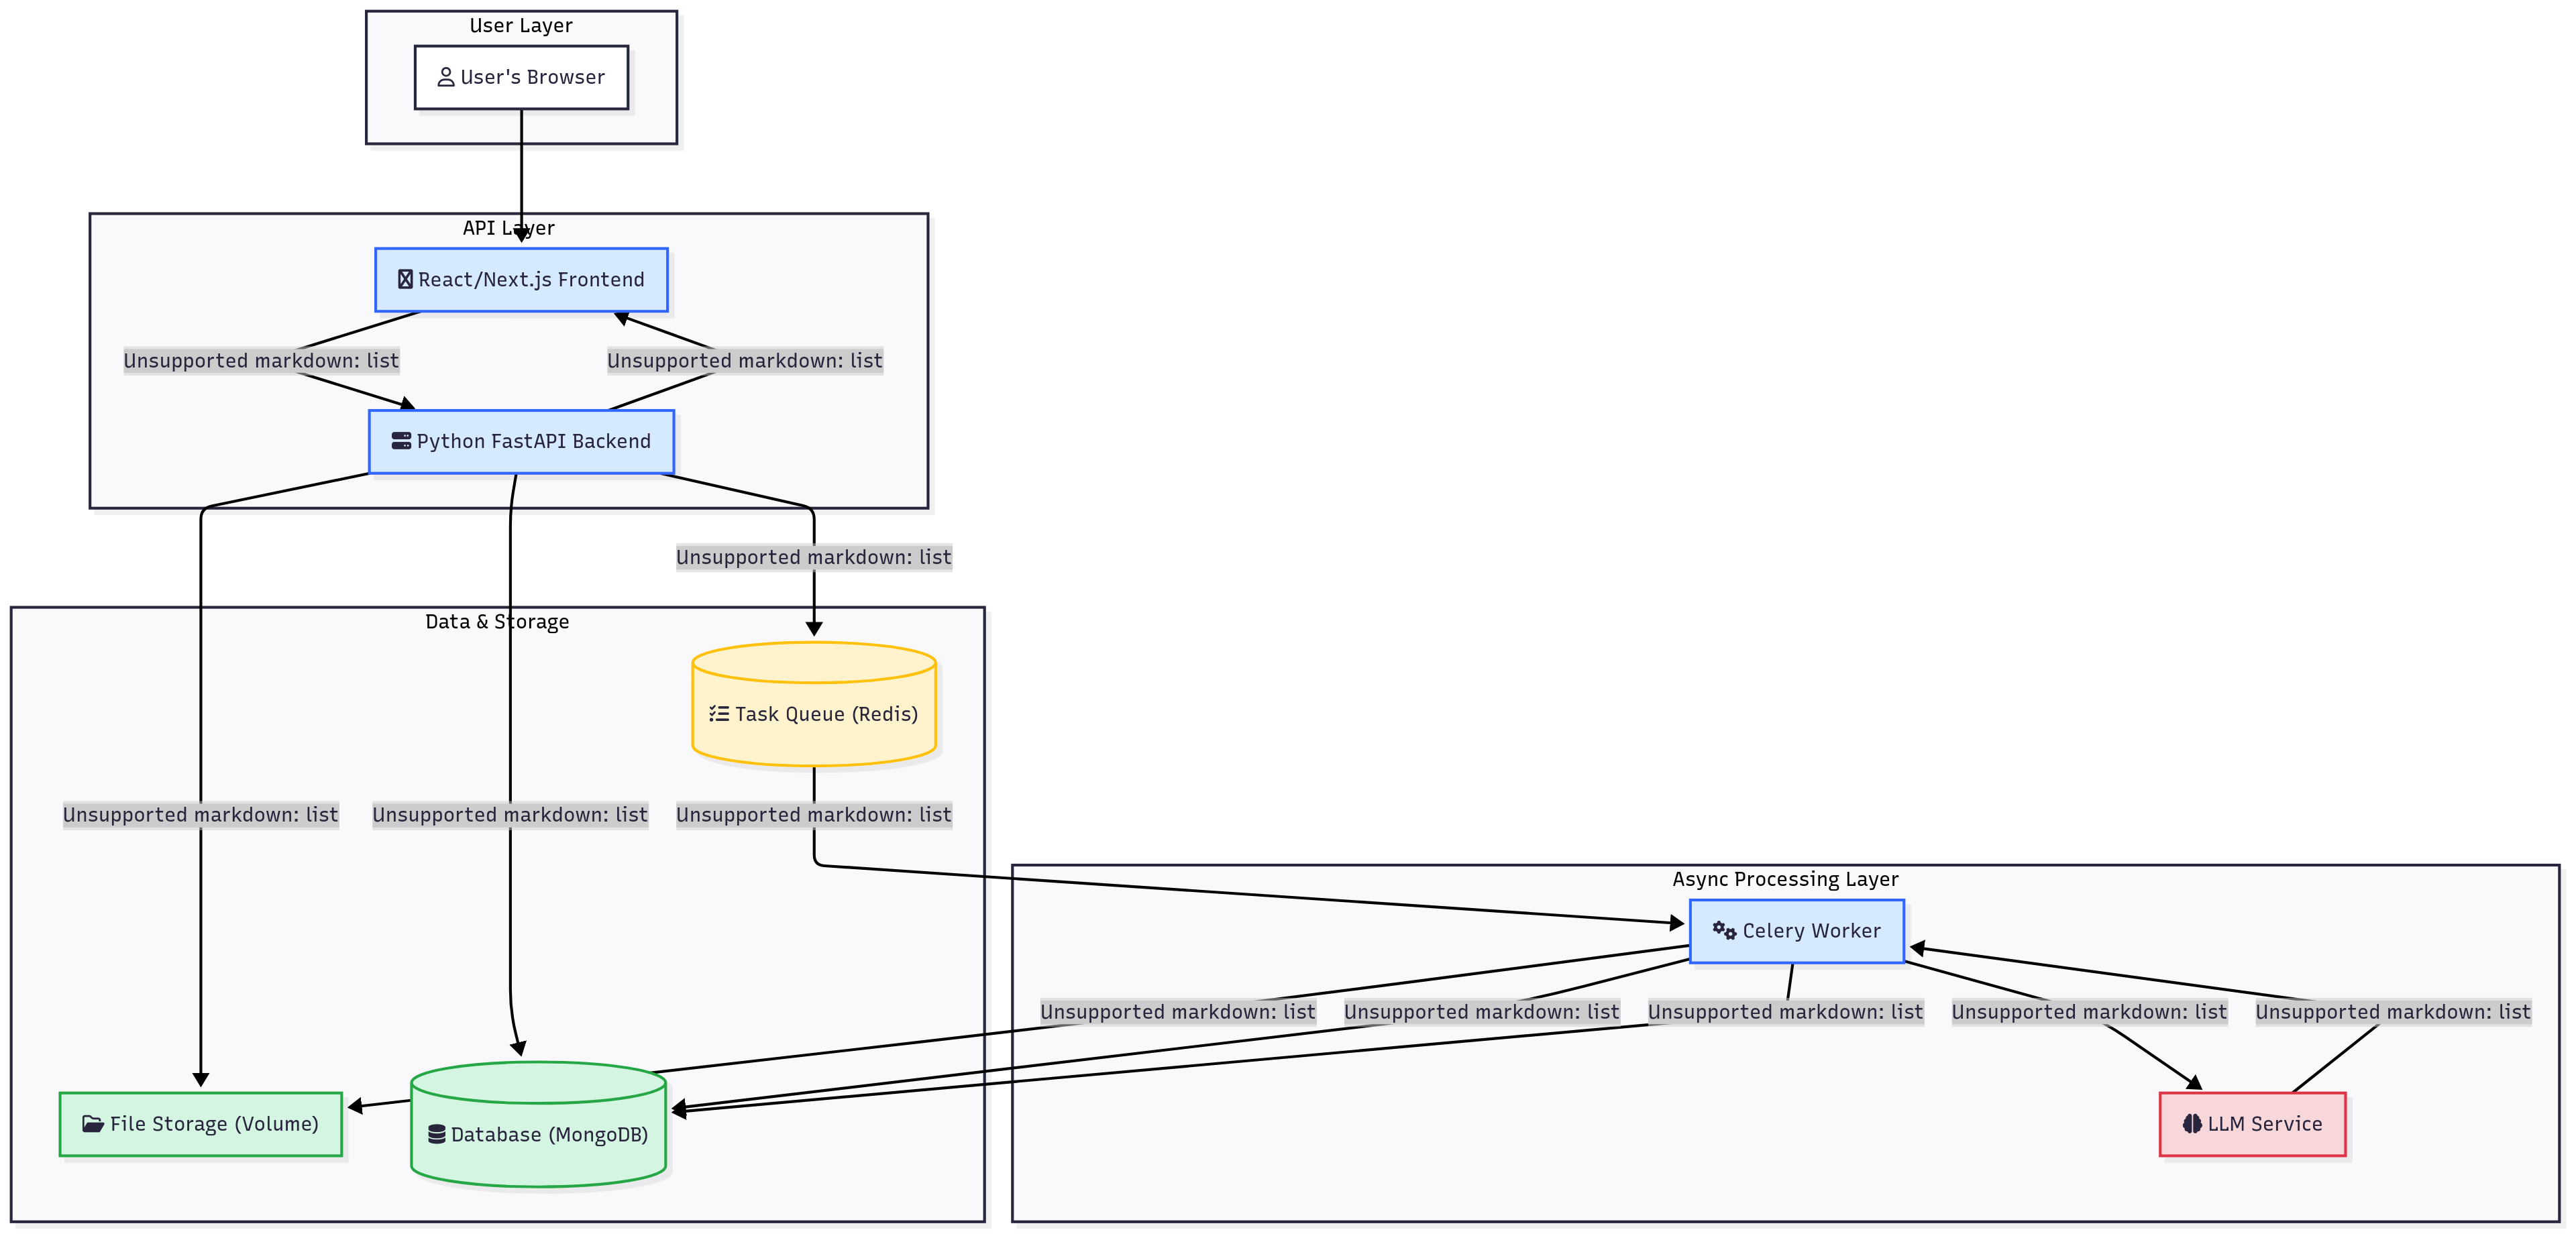 User Layer
User's Browser
API Layer
React/Next.js Frontend
Unsupported markdown: list
Unsupported markdown: list
Python FastAPI Backend
Unsupported markdown: list
Data & Storage
Task Queue (Redis)
Unsupported markdown: list
Unsupported markdown: list
Unsupported markdown: list
Async Processing Layer
Celery Worker
Unsupported markdown: list
Unsupported markdown: list
Unsupported markdown: list
Unsupported markdown: list
Unsupported markdown: list
File Storage (Volume)
Database (MongoDB)
LLM Service